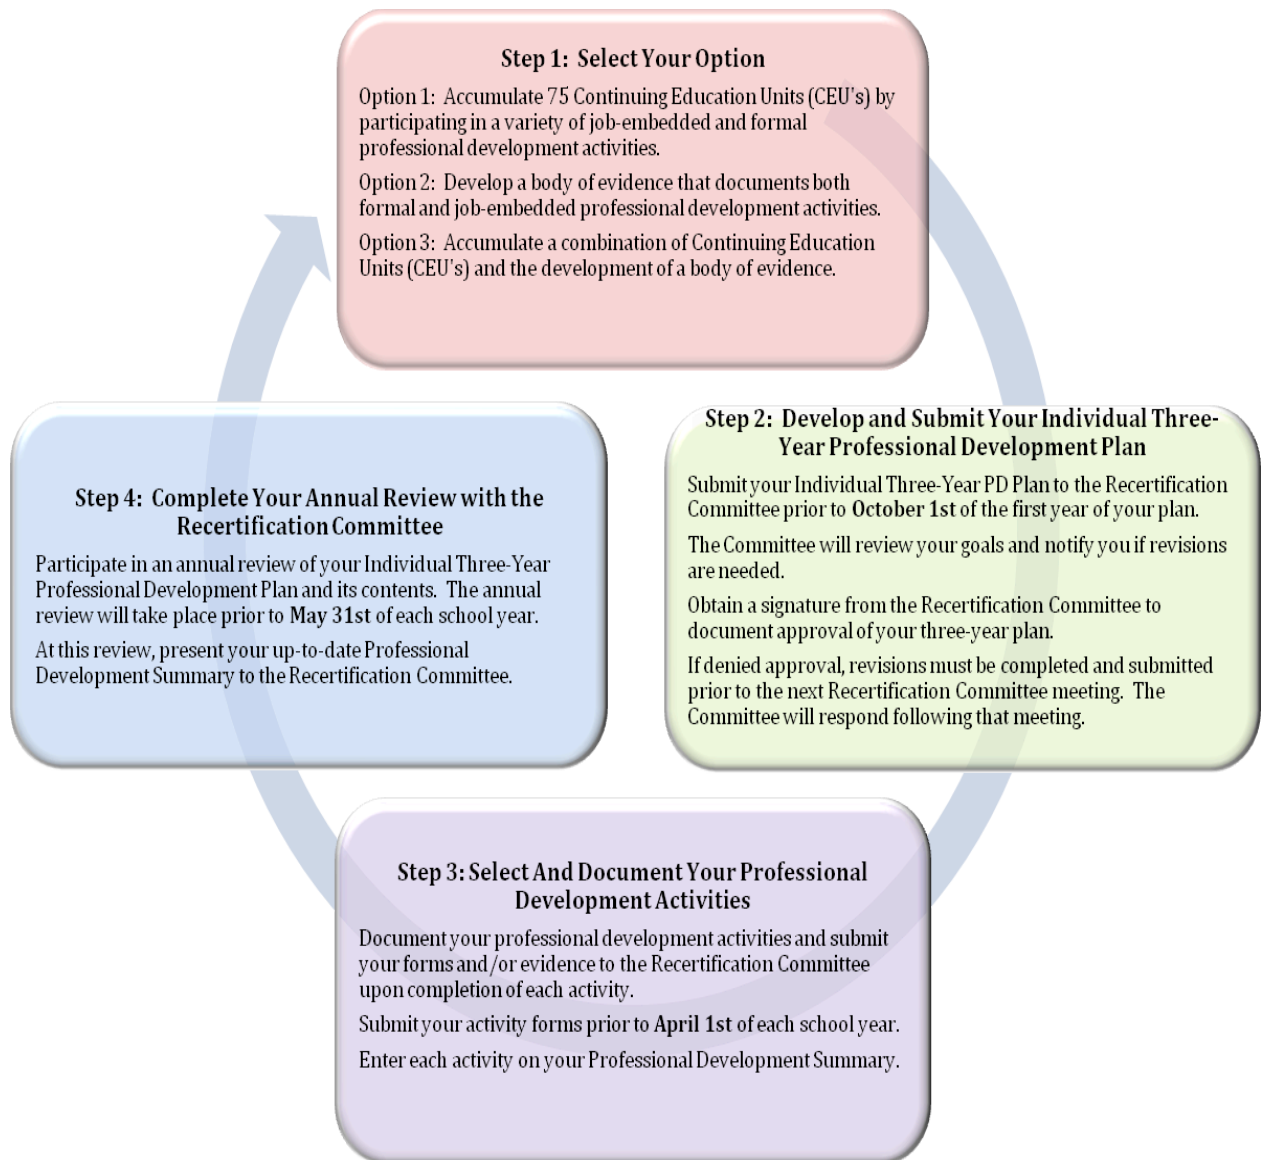 Step 1: Select Your Option
Option 1: Accumulate 75 Continuing Education Units (CEU's) by
participating in a variety of job-embedded and formal
professional development activities.
Option 2: Develop a body of evidence that documents both
formal and job-embedded professional development activities.
Option 3: Accumulate a combination of Continuing Education
Units (CEU's) and the development of a body of evidence.
Step 2: Develop and Submit Your Individual Three-
Year Professional Development Plan
Submit your Individual Three-Year PD Plan to the Recertification
Committee prior to October 1st of the first year of your plan.
The Committee will review your goals and notify you if revisions
are needed.
Obtain a signature from the Recertification Committee to
document approval of your three-year plan.
If denied approval, revisions must be completed and submitted
prior to the next Recertification Committee meeting. The
Committee will respond following that meeting.
Step 3: Select And Document Your Professional
Development Activities
Document your professional development activities and submit
your forms and/or evidence to the Recertification Committee
upon completion of each activity.
Submit your activity forms prior to April 1st of each school year.
Enter each activity on your Professional Development Summary.
Step 4: Complete Your Annual Review with the
Recertification Committee
Participate in an annual review of your Individual Three-Year
Professional Development Plan and its contents. The annual
review will take place prior to May 31st of each school year.
At this review, present your up-to-date Professional
Development Summary to the Recertification Committee.